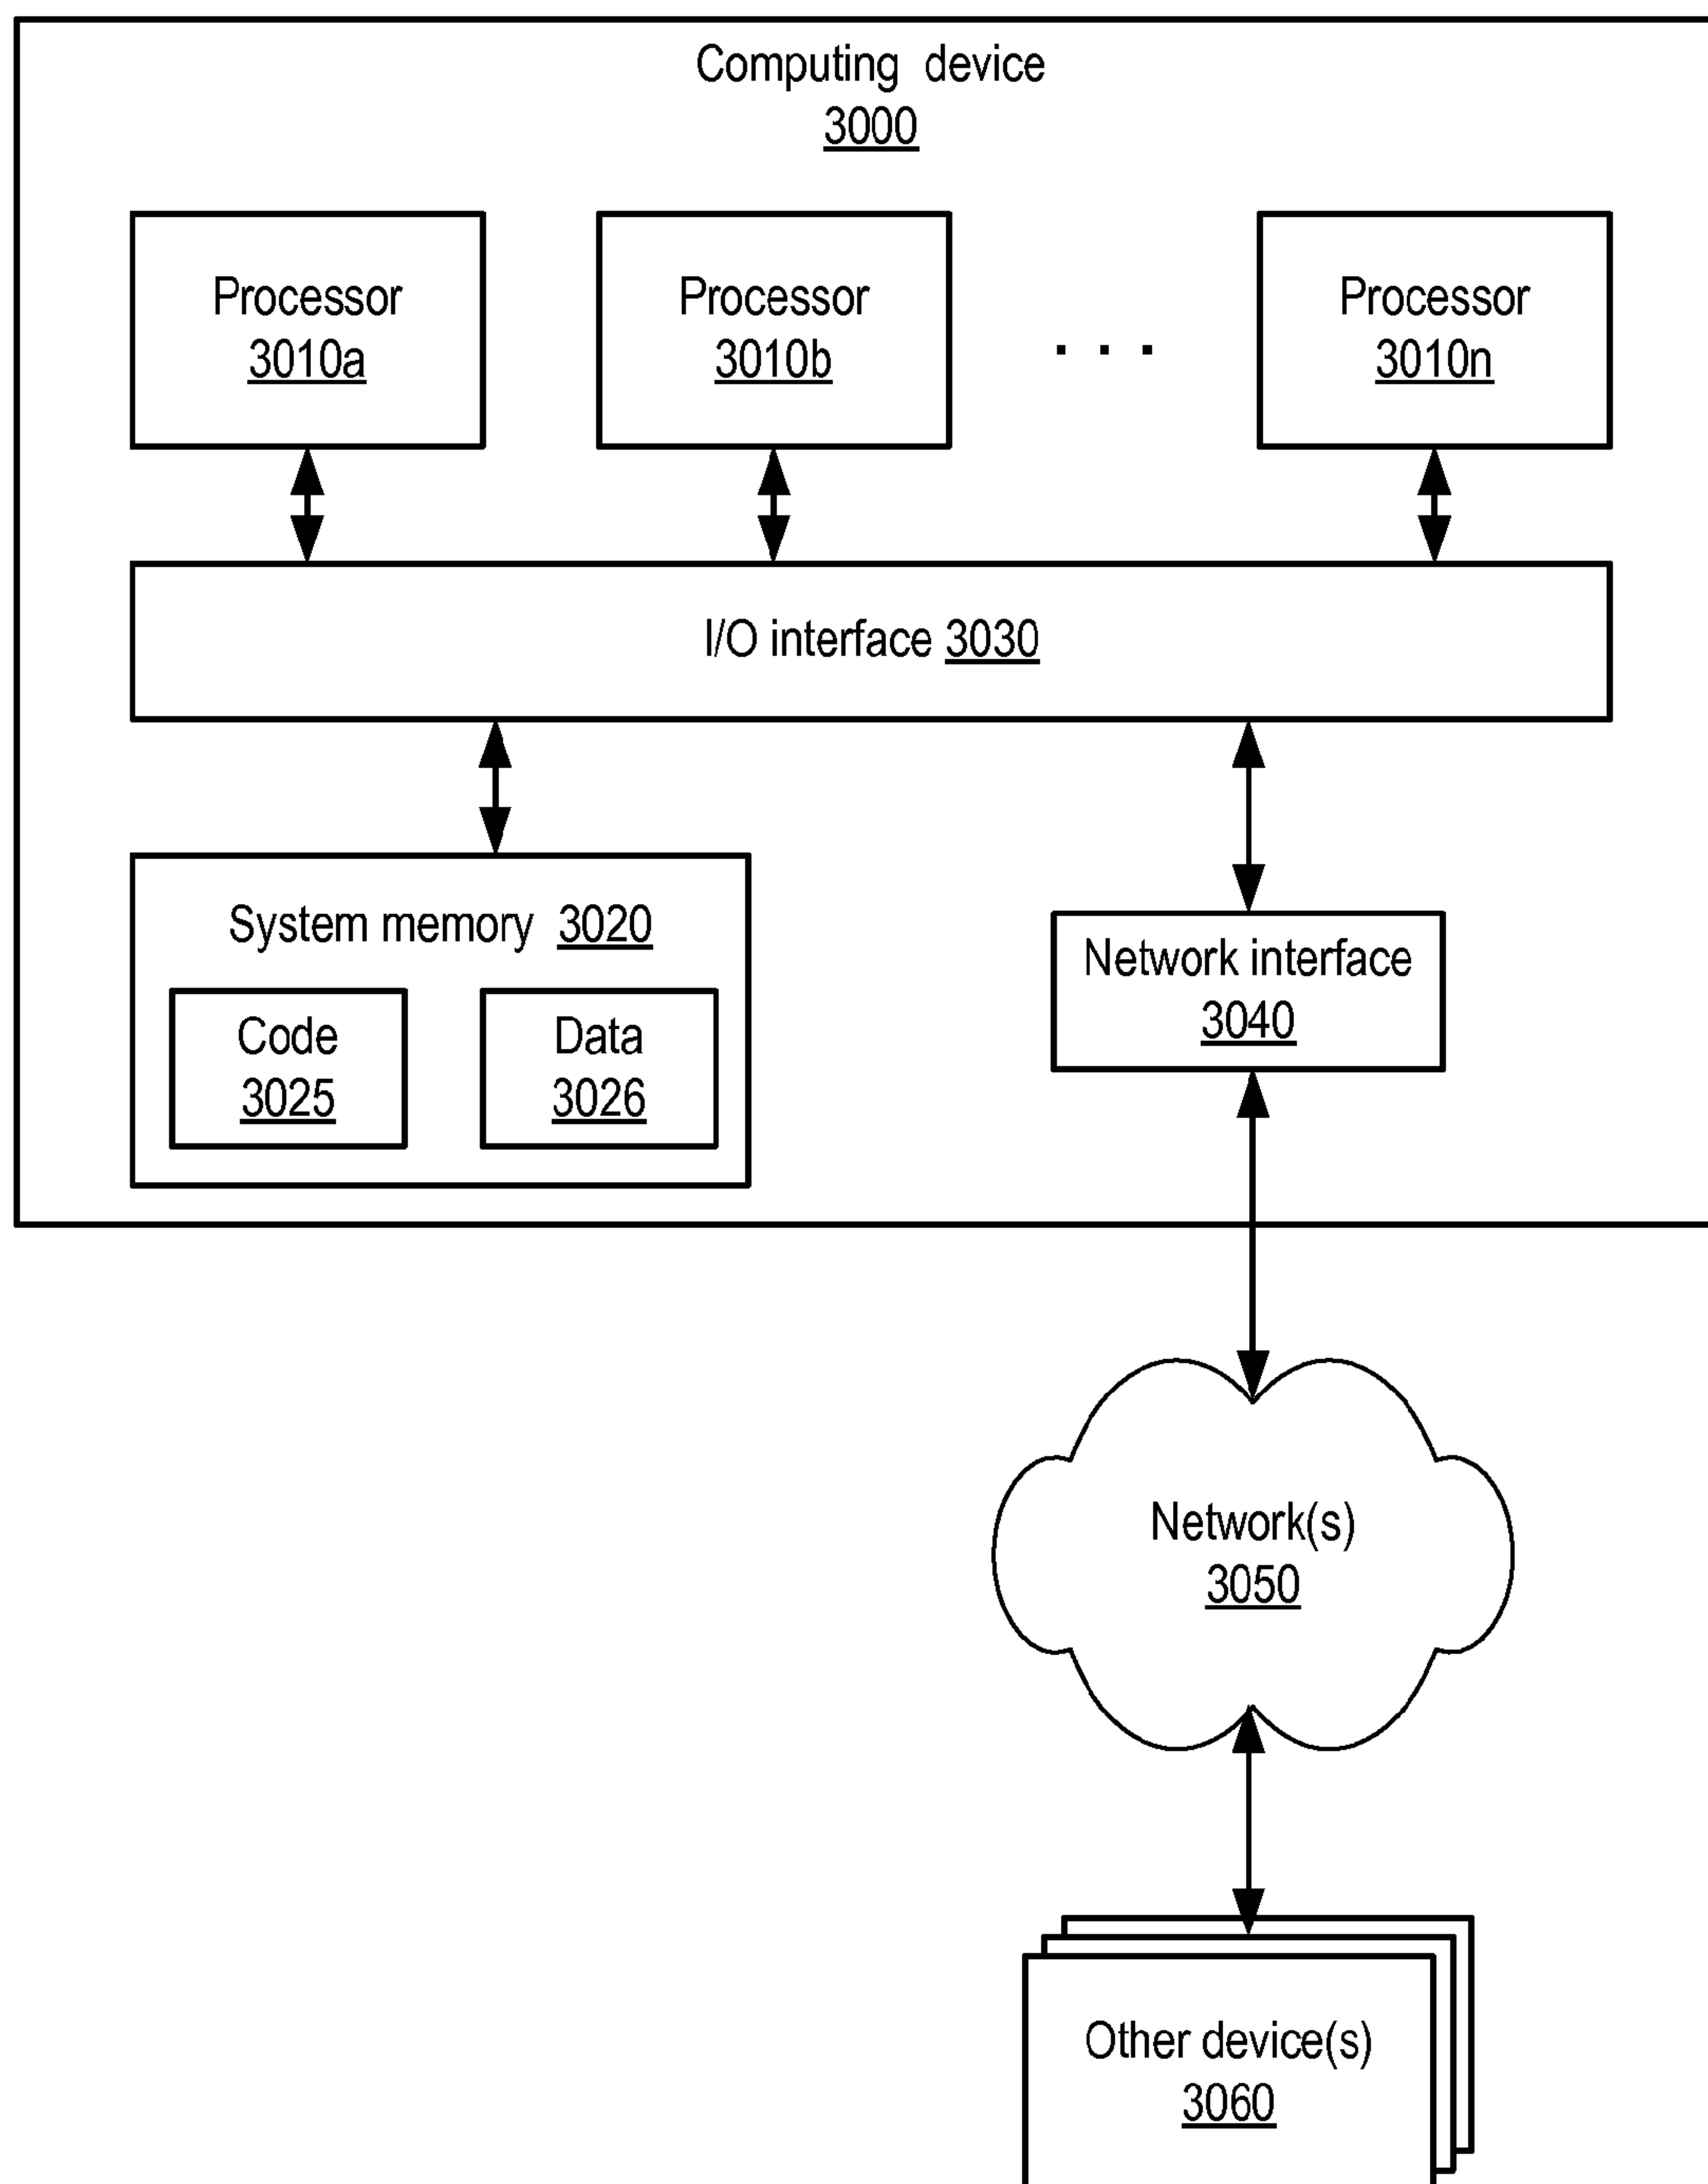 Computing device
3000
Processor
3010a
Processor
3010b
. . .
Processor
3010n
I/O interface 3030
System memory 3020
Code
3025
Data
3026
Network interface
3040
Network(s)
3050
Other device(s)
3060